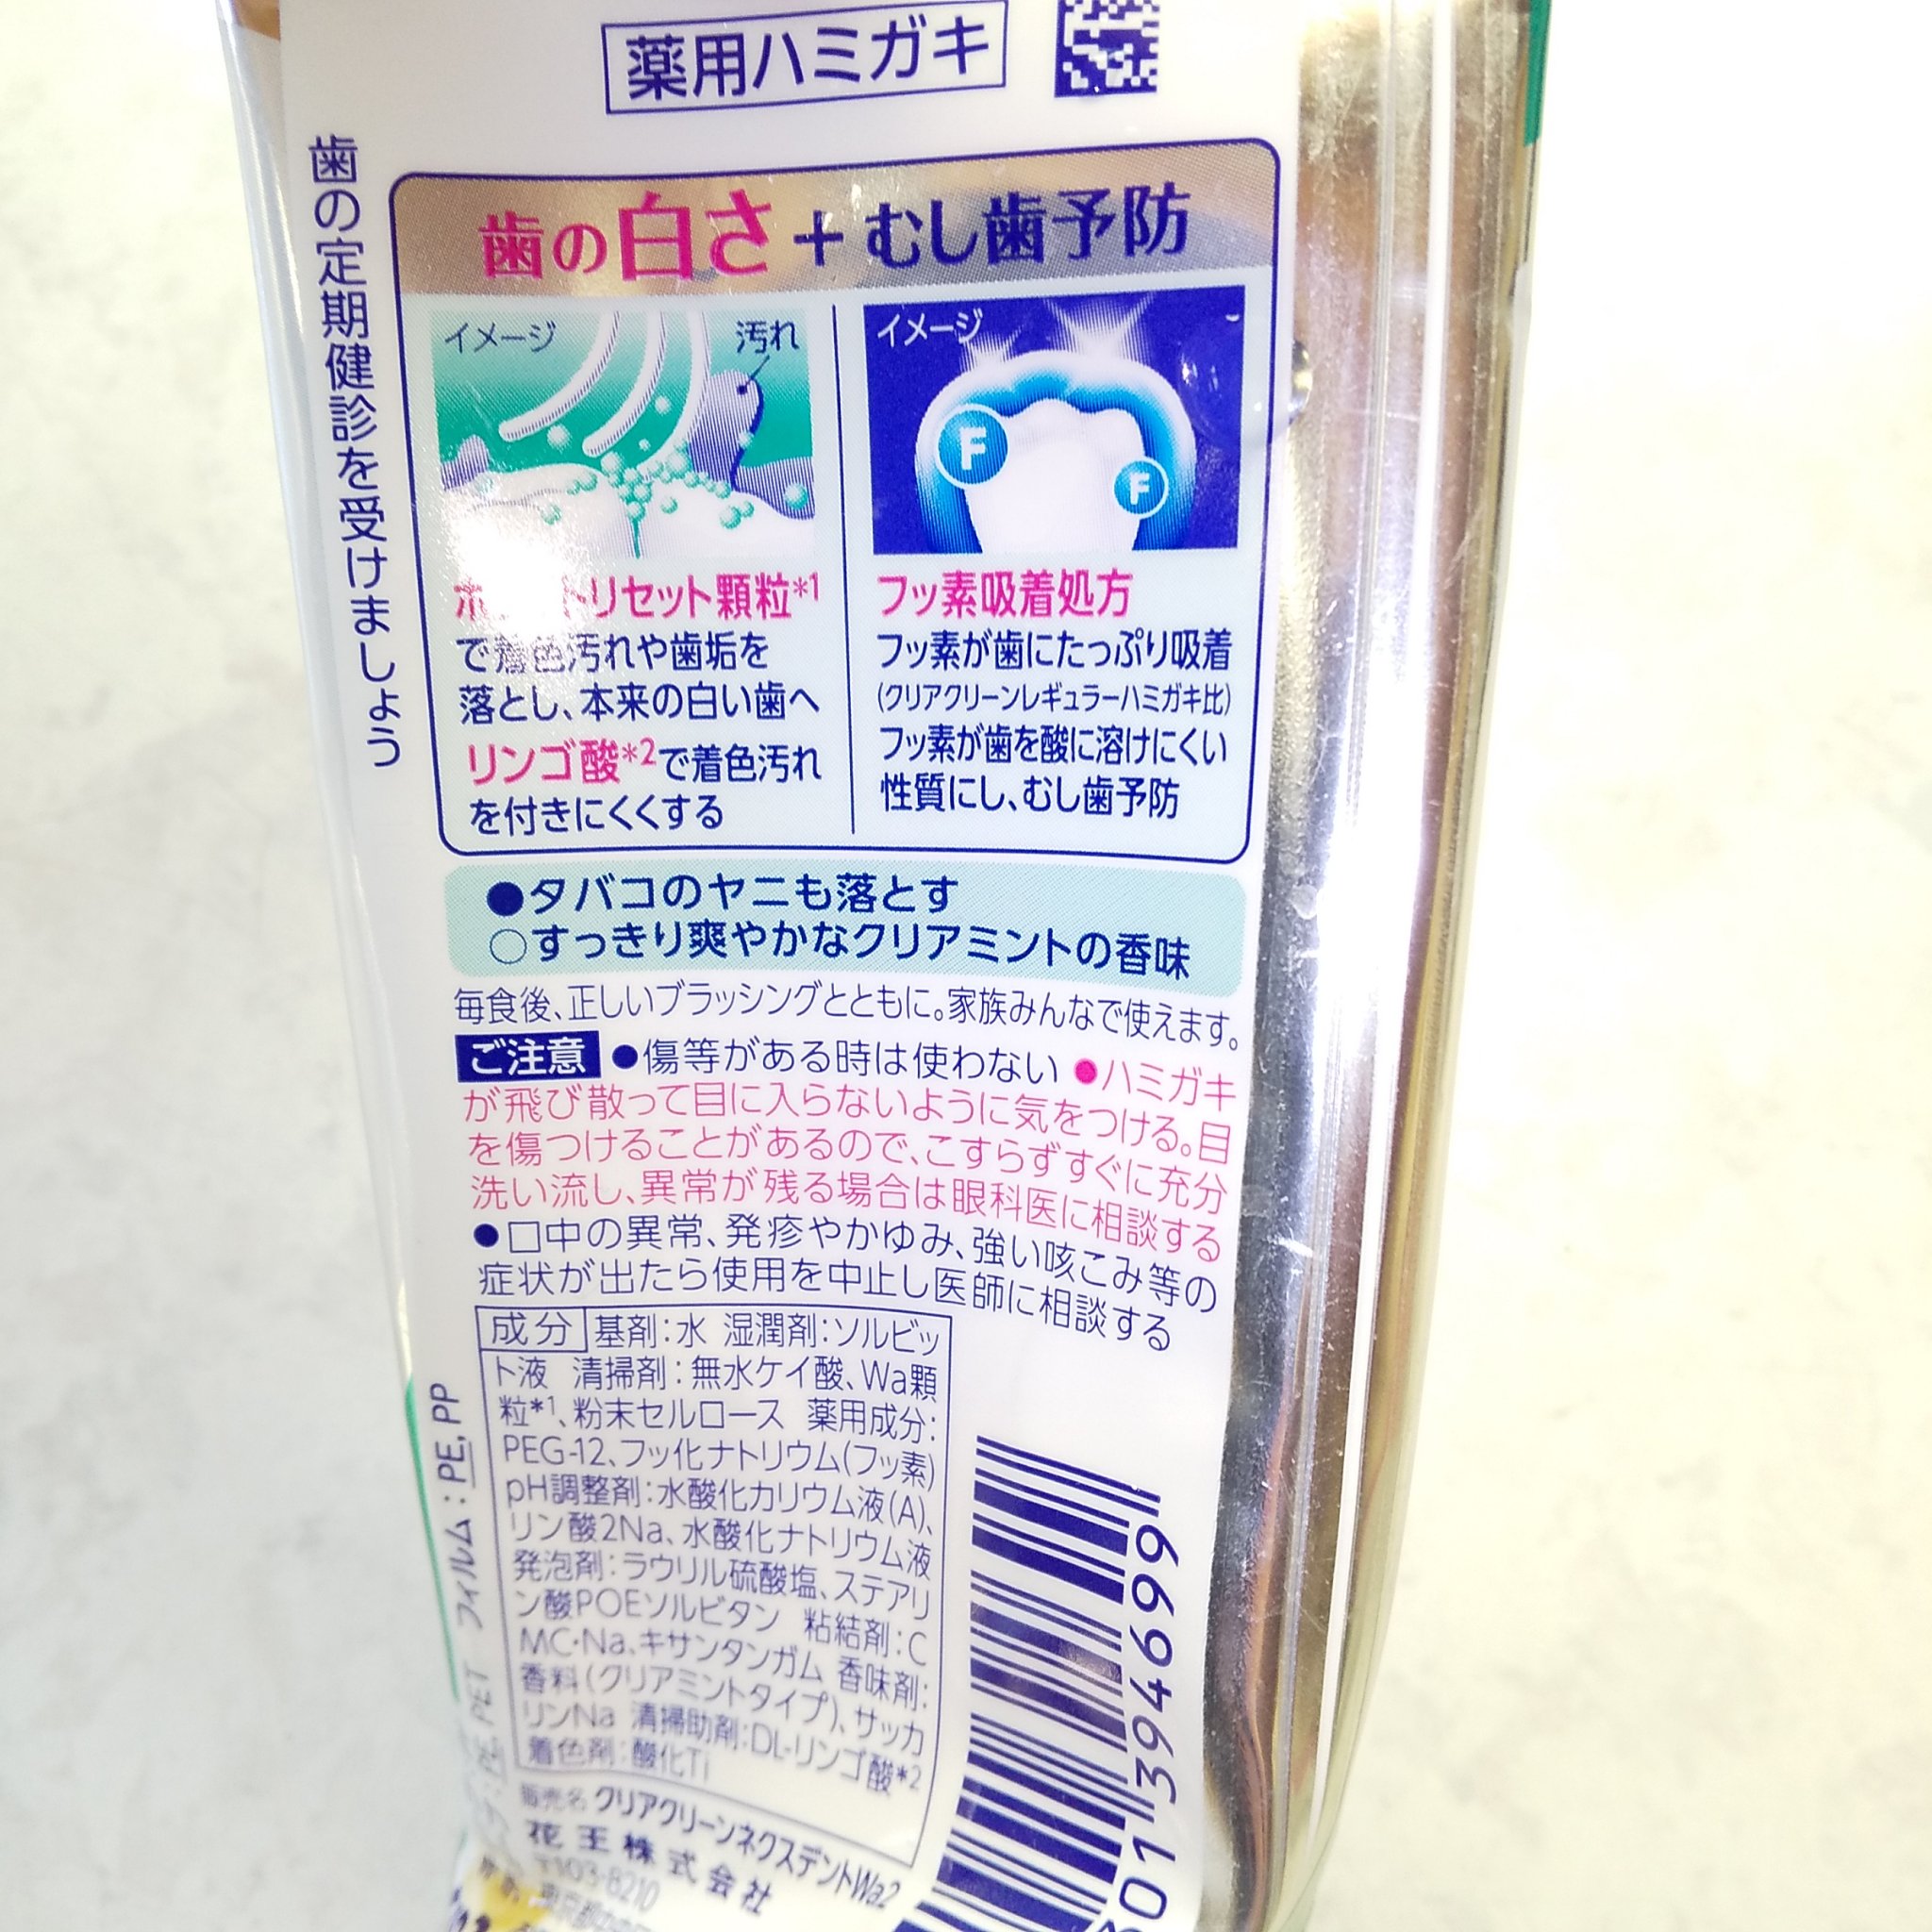 薬用ハミガキ
歯の定期健診を受けましょう
歯の白さ+むし歯予防
イメージ
汚れ
トリセット顆粒*1
で着色汚れや歯垢を
落とし、本来の白い歯へ
リンゴ酸*2で着色汚れ
を付きにくくする
イメージ
F
F
フッ素吸着処方
フッ素が歯にたっぷり吸着
(クリアクリーンレギュラーハミガキ比)
フッ素が歯を酸に溶けにくい
性質にし、むし歯予防
●タバコのヤニも落とす
○すっきり爽やかなクリアミントの香味
毎食後、正しいブラッシングとともに。家族みんなで使えます。
ご注意 ●傷等がある時は使わない ●ハミガキ
が飛び散って目に入らないように気をつける。目
を傷つけることがあるので、こすらずすぐに充分
洗い流し、異常が残る場合は眼科医に相談する
●口中の異常、発疹やかゆみ、強い咳こみ等の
症状が出たら使用を中止し医師に相談する
成分 基剤:水 湿潤剤:ソルビッ
ト液 清掃剤:無水ケイ酸、Wa顆
粒*1、粉末セルロース 薬用成分:
PEG-12、フッ化ナトリウム(フッ素)
pH調整剤:水酸化カリウム液(A)、
リン酸2Na、水酸化ナトリウム液
発泡剤:ラウリル硫酸塩、ステアリ
ン酸POEソルビタン 粘結剤:C
MC・Na、キサンタンガム 香味剤:
香料(クリアミントタイプ)、サッカ
リンNa 清掃助剤:DL-リンゴ酸*2
着色剤:酸化Ti
販売名 クリアクリーンネクスデントWa2
花王株式会社
〒103-8210
フィルム:PE,PP
PET
301394699